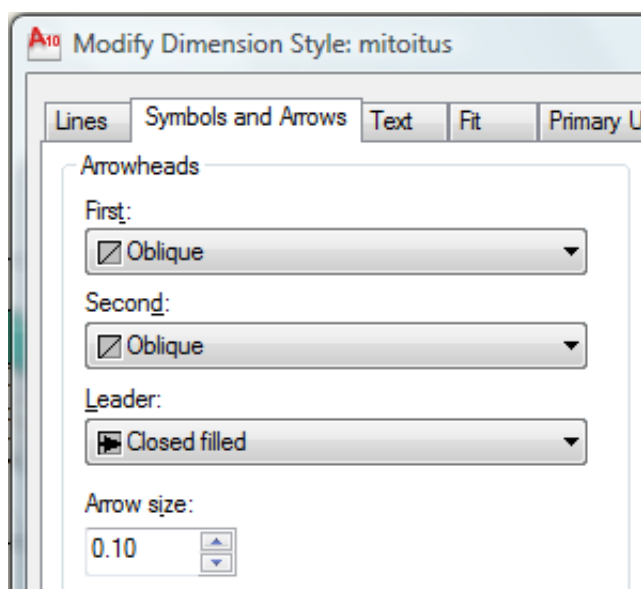 A10 Modify Dimension Style: mitoitus
Lines Symbols and Arrows Text Fit Primary U
Arrowheads
First:
Oblique
Second:
Oblique
Leader:
Closed filled
Arrow size:
0.10